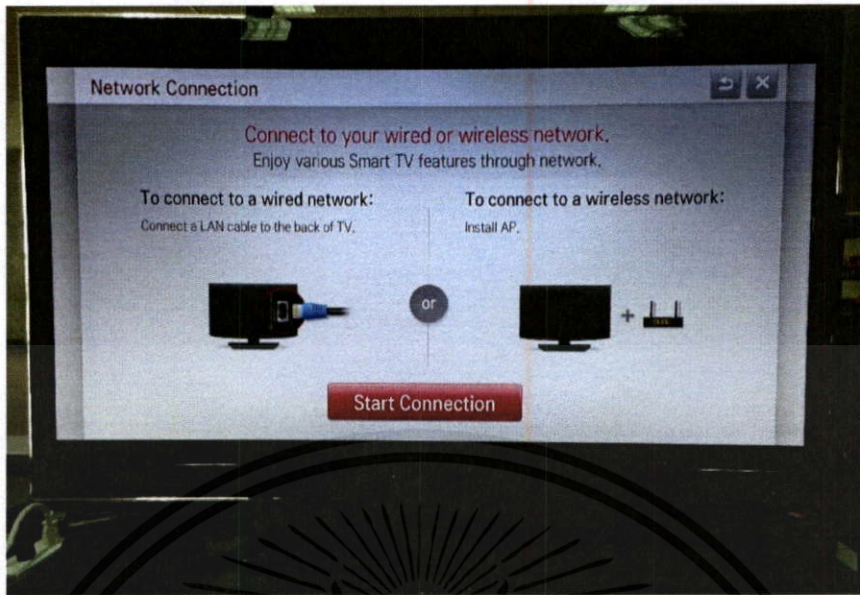 Network Connection
Connect to your wired or wireless network.
Enjoy various Smart TV features through network.
To connect to a wired network:
Connect a LAN cable to the back of TV.
To connect to a wireless network:
Install AP.
or
+
Start Connection